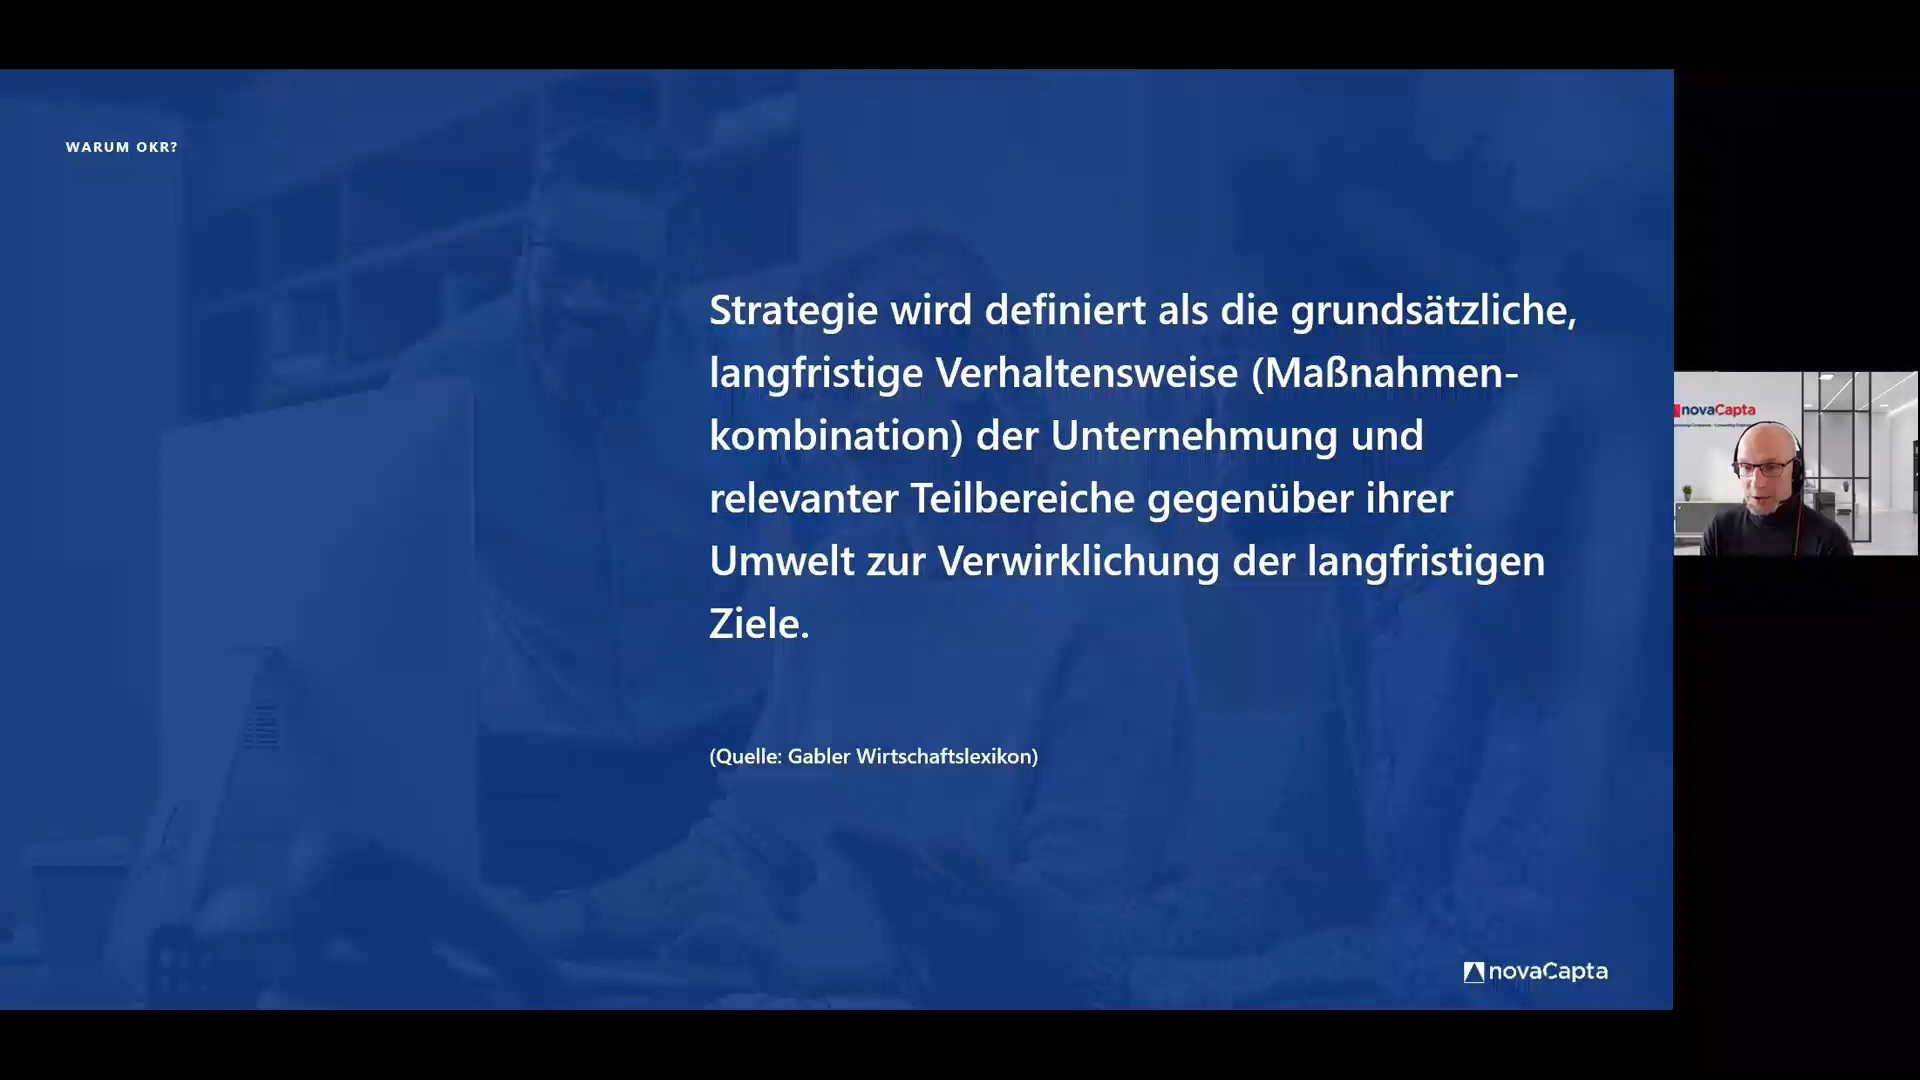 WARUM OKR?
Strategie wird definiert als die grundsätzliche,
langfristige Verhaltensweise (Maßnahmen-
kombination) der Unternehmung und
relevanter Teilbereiche gegenüber ihrer
Umwelt zur Verwirklichung der langfristigen
Ziele.
(Quelle: Gabler Wirtschaftslexikon)
novaCapta
novaCapta